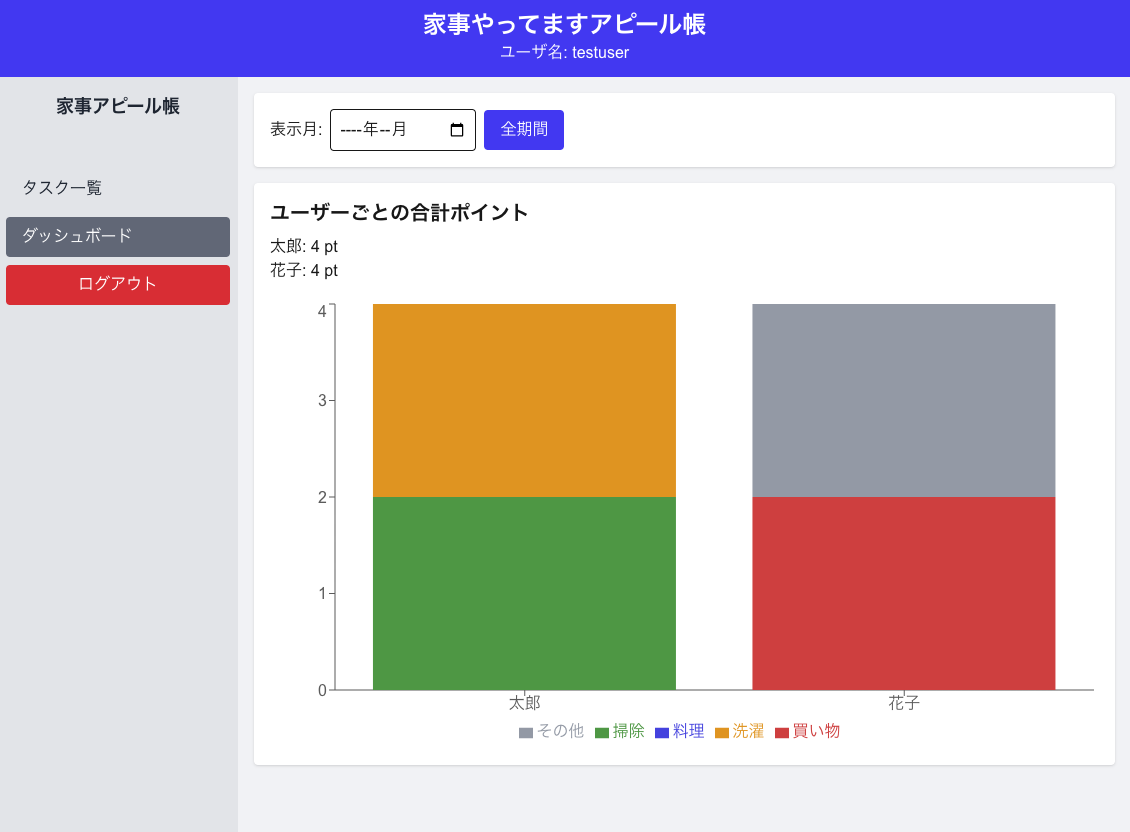 家事やってますアピール帳
ユーザ名: testuser
家事アピール帳
タスク一覧
ダッシュボード
ログアウト
表示月: ----年--月 全期間
ユーザーごとの合計ポイント
太郎: 4 pt
花子: 4 pt
4
3
2
1
0
太郎 花子
その他 掃除 料理 洗濯 買い物